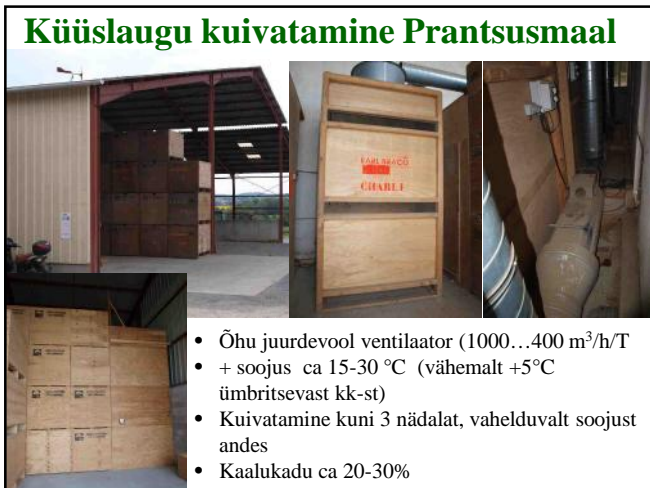 Küüslaugu kuivatamine Prantsusmaal
CHABLE
• Õhu juurdevool ventilaator (1000…400 m³/h/T
• + soojus ca 15-30 °C (vähemalt +5°C
ümbritsevast kk-st)
• Kuivatamine kuni 3 nädalat, vahelduvalt soojust
andes
• Kaalukadu ca 20-30%